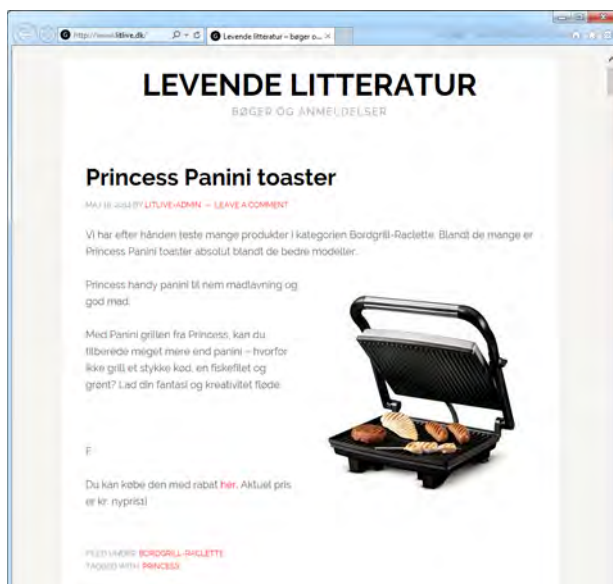 http://www.litlive.dk/
Levende litteratur – bøger o...
LEVENDE LITTERATUR
BØGER OG ANMELDELSER
Princess Panini toaster
BY LITLIVE-ADMIN — LEAVE A COMMENT
Vi har efter hånden teste mange produkter i kategorien Bordgrill-Raclette. Blandt de mange er
Princess Panini toaster absolut blandt de bedre modeller.
Princess handy panini til nem madlavning og
god mad.
Med Panini grillen fra Princess, kan du
tilberede meget mere end panini – hvorfor
ikke grill et stykke kød, en fiskefilet og
grønt? Lad din fantasi og kreativitet fløde.
F.
Du kan købe den med rabat her. Aktuel pris
er kr. nypris1)
FILED UNDER: BORDGRILL-RACLETTE
TAGGED WITH: PRINCESS